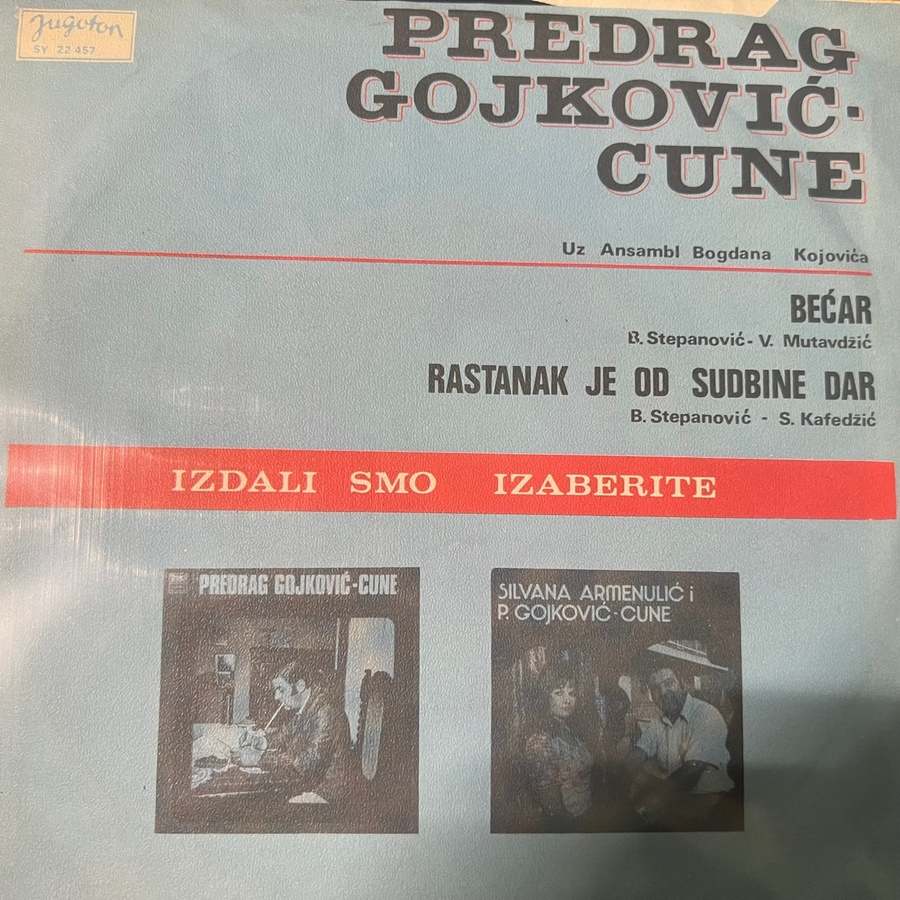 Jugoton
SY 22 457
PREDRAG
GOJKOVIĆ-
CUNE
Uz Ansambl Bogdana Kojovića
BEĆAR
B. Stepanović - V. Mutavdžić
RASTANAK JE OD SUDBINE DAR
B. Stepanović - S. Kafedžić
IZDALI SMO IZABERITE
PREDRAG GOJKOVIĆ-CUNE
SILVANA ARMENULIĆ i
P. GOJKOVIĆ-CUNE